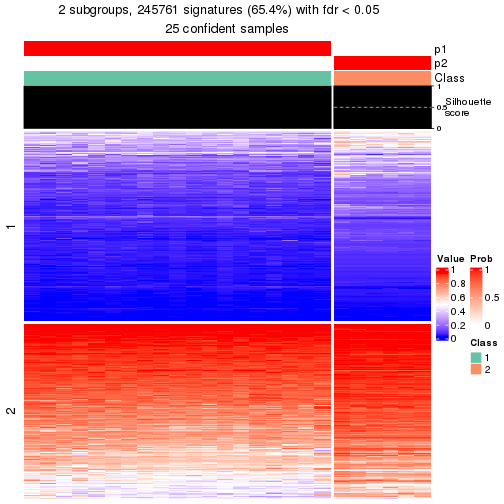 2 subgroups, 245761 signatures (65.4%) with fdr < 0.05
25 confident samples
p1
p2
Class
1
0.5
0
Silhouette
score
1
2
Value
1
0.8
0.6
0.4
0.2
0
Prob
1
0.5
0
Class
1
2